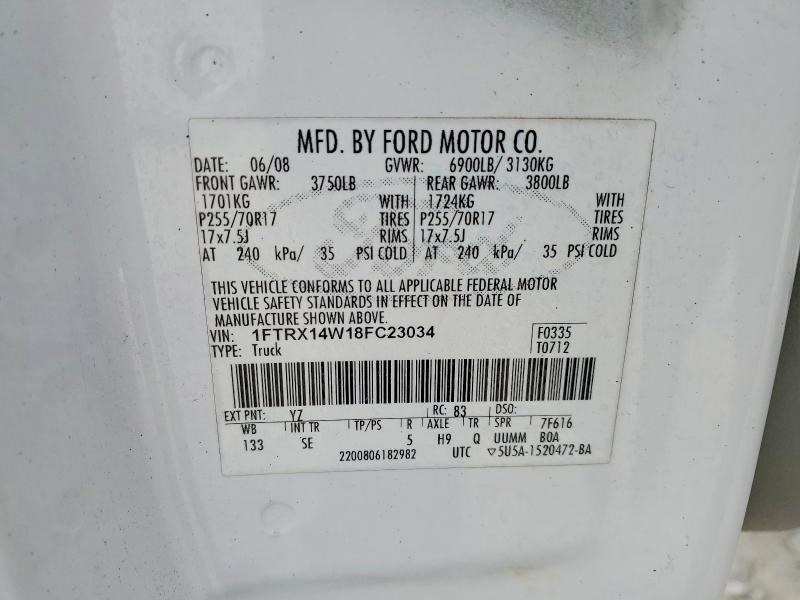 MFD. BY FORD MOTOR CO.
DATE: 06/08 GVWR: 6900LB/ 3130KG
FRONT GAWR: 3750LB REAR GAWR: 3800LB
1701KG WITH 1724KG WITH
P255/70R17 TIRES P255/70R17 TIRES
17x7.5J RIMS 17x7.5J RIMS
AT 240 kPa/ 35 PSI COLD AT 240 kPa/ 35 PSI COLD
THIS VEHICLE CONFORMS TO ALL APPLICABLE FEDERAL MOTOR
VEHICLE SAFETY STANDARDS IN EFFECT ON THE DATE OF
MANUFACTURE SHOWN ABOVE.
VIN: 1FTRX14W18FC23034 F0335
TYPE: Truck T0712
EXT PNT: YZ RC: 83 DSO:
WB INT TR TP/PS R AXLE TR SPR 7F616
133 SE 5 H9 Q UUMM BOA
2200806182982 UTC ▽5U5A-1520472-BA